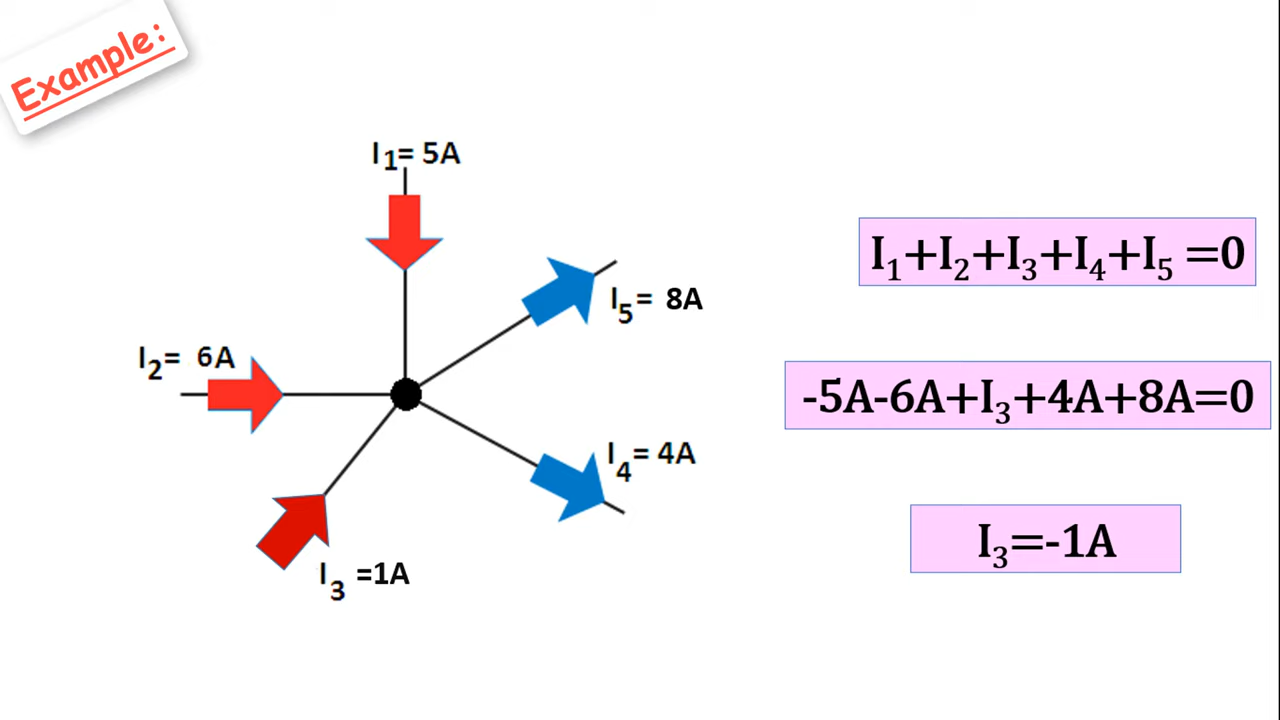 Example:
I₁= 5A
I₅= 8A
I₂= 6A
I₄= 4A
I₃ =1A
I₁+I₂+I₃+I₄+I₅ =0
-5A-6A+I₃+4A+8A=0
I₃=-1A